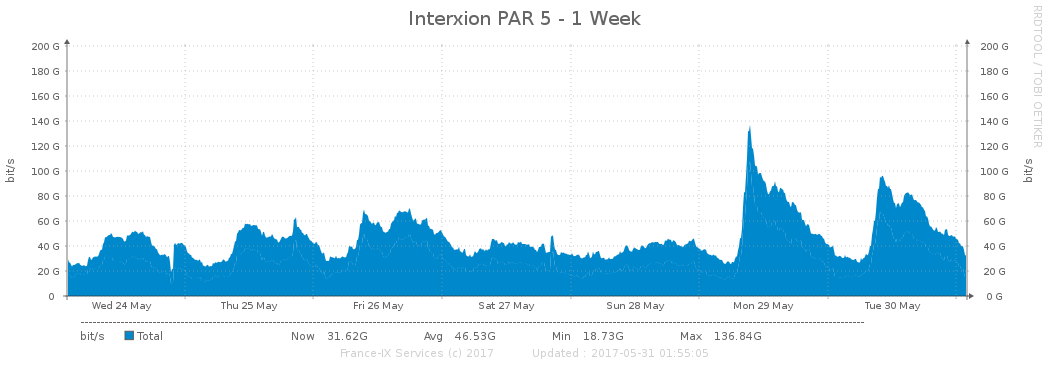 Interxion PAR 5 - 1 Week
RRDTOOL / TOBI OETIKER
200 G 200 G
180 G 180 G
160 G 160 G
140 G 140 G
120 G 120 G
100 G 100 G
80 G 80 G
60 G 60 G
40 G 40 G
20 G 20 G
0 0 G
bit/s bit/s
Wed 24 May Thu 25 May Fri 26 May Sat 27 May Sun 28 May Mon 29 May Tue 30 May
bit/s Total Now 31.62G Avg 46.53G Min 18.73G Max 136.84G
France-IX Services (c) 2017 Updated : 2017-05-31 01:55:05